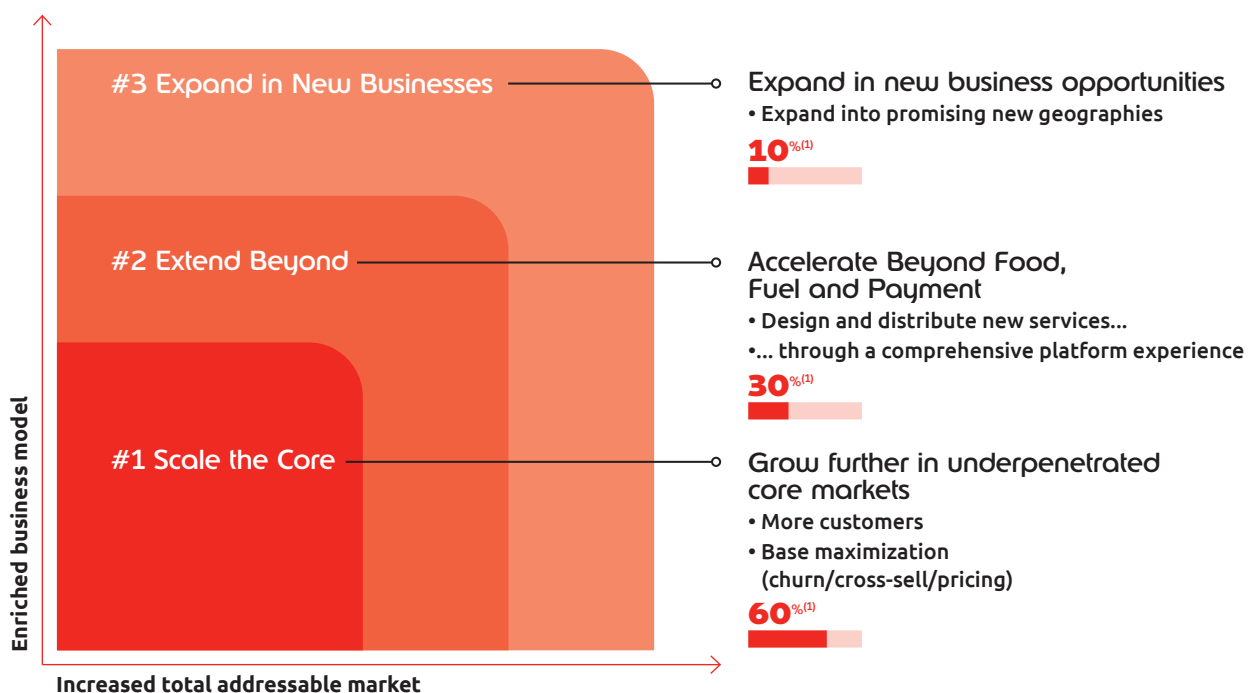 #3 Expand in New Businesses
Expand in new business opportunities
• Expand into promising new geographies
10%(1)
#2 Extend Beyond
Accelerate Beyond Food,
Fuel and Payment
• Design and distribute new services...
•... through a comprehensive platform experience
30%(1)
#1 Scale the Core
Grow further in underpenetrated
core markets
• More customers
• Base maximization
(churn/cross-sell/pricing)
60%(1)
Enriched business model
Increased total addressable market